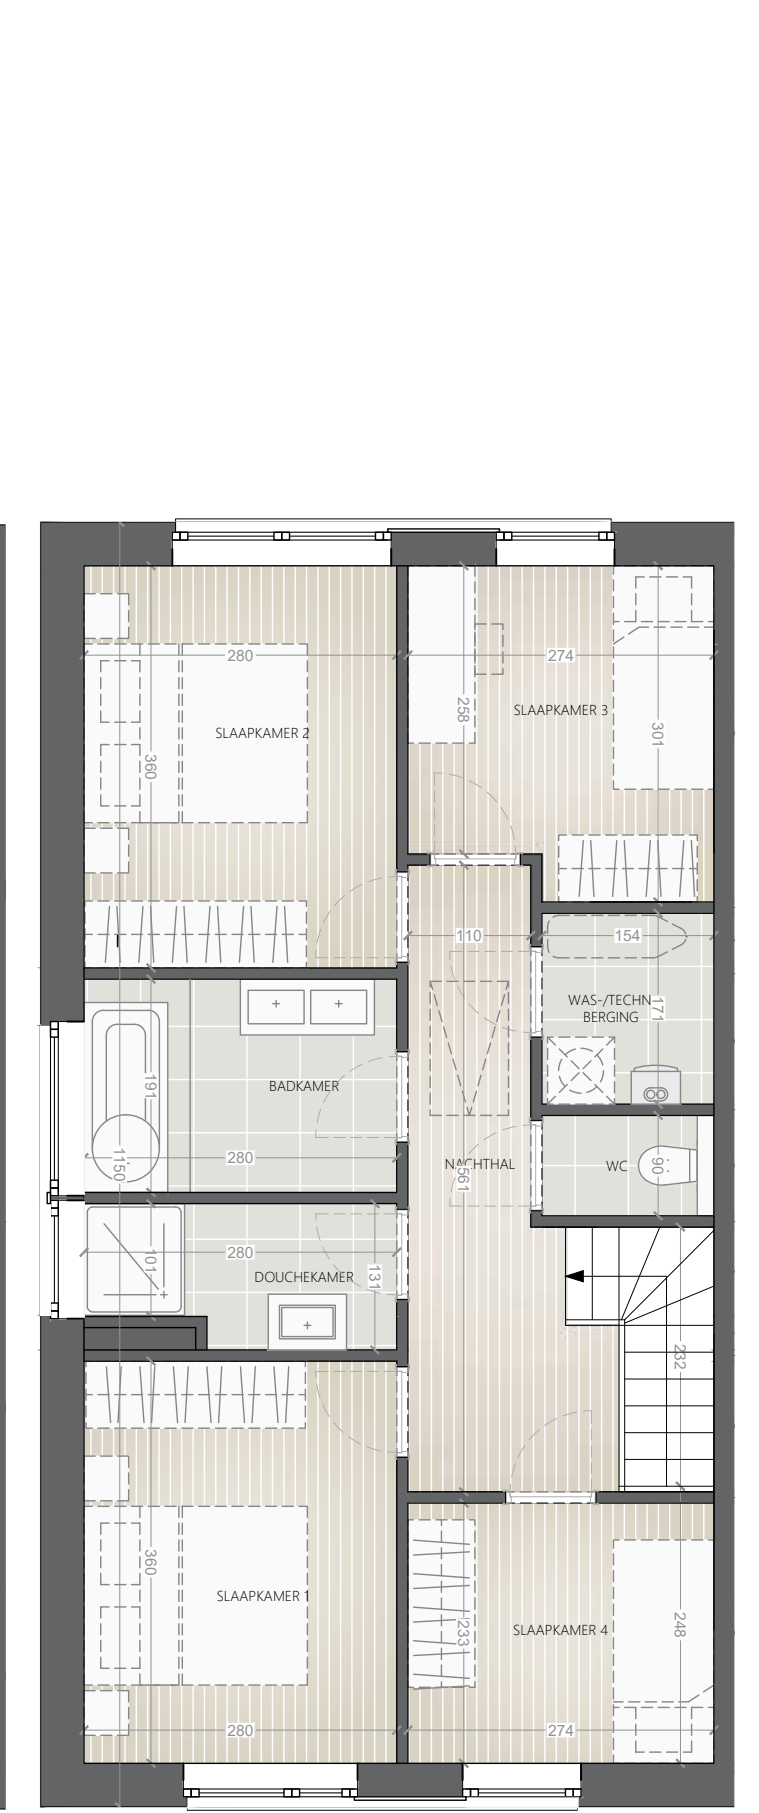 280
274
258
SLAAPKAMER 3
301
SLAAPKAMER 2
360
110
154
WAS-/TECHN
BERGING
171
191
BADKAMER
280
1150
NACHTHAL
561
WC
90
280
101
DOUCHEKAMER
131
232
360
SLAAPKAMER 1
233
SLAAPKAMER 4
248
280
274